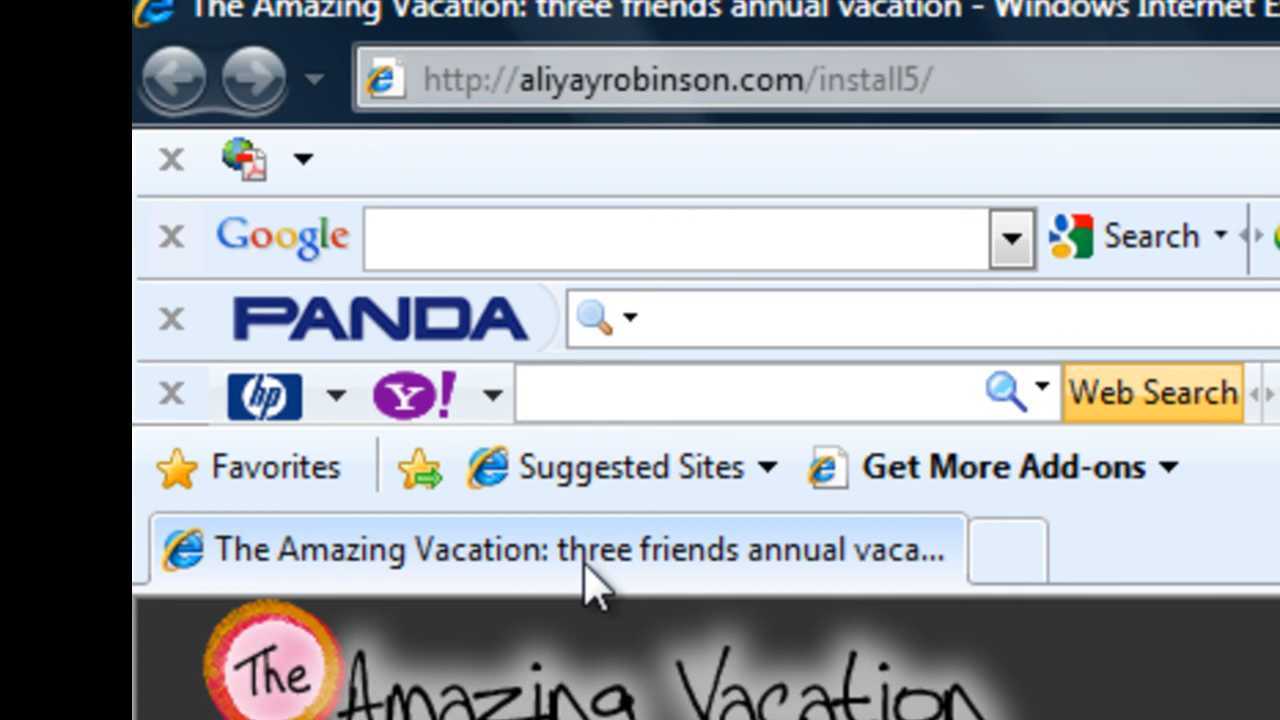 The Amazing Vacation: three friends annual vacation - Windows Internet E
http://aliyayrobinson.com/install5/
Google Search
PANDA
hp Y! Web Search
Favorites Suggested Sites Get More Add-ons
The Amazing Vacation: three friends annual vaca...
The Amazing Vacation